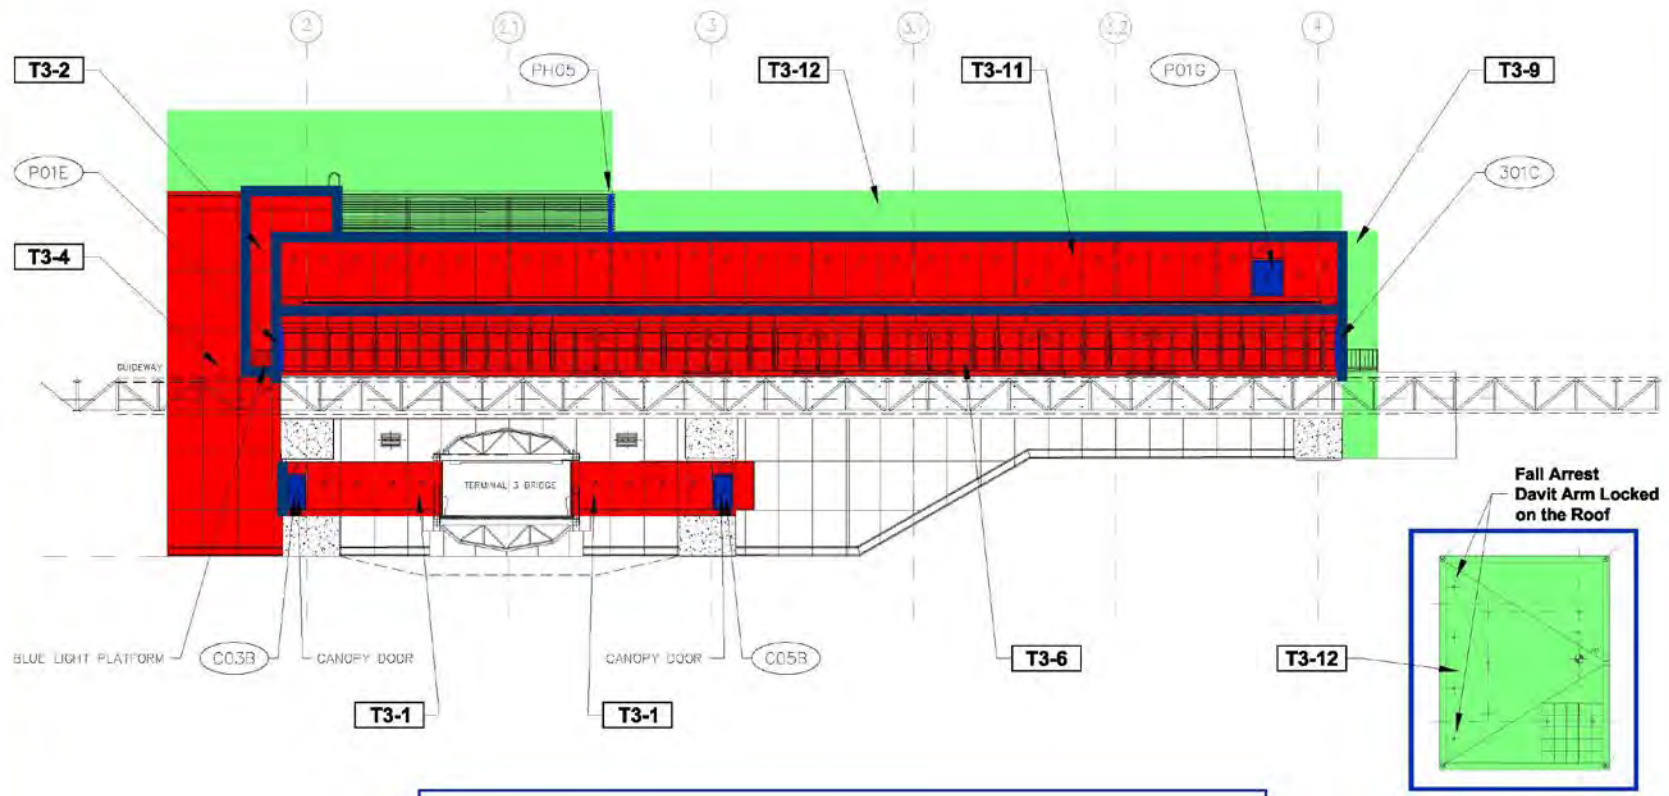 2
2.1
3
3.1
3.2
4
T3-2
PH05
T3-12
T3-11
P01G
T3-9
P01E
301C
T3-4
GUIDEWAY
TERMINAL 3 BRIDGE
Fall Arrest
Davit Arm Locked
on the Roof
BLUE LIGHT PLATFORM
C03B
CANOPY DOOR
CANOPY DOOR
C05B
T3-6
T3-12
T3-1
T3-1